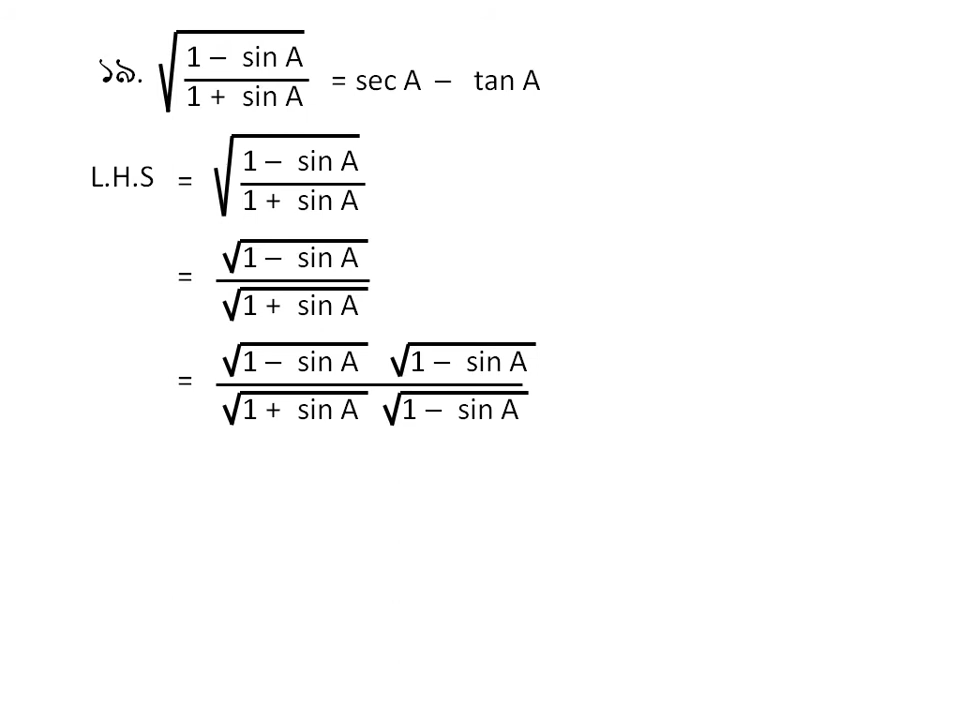 ১৯. √(1 – sin A)/(1 + sin A) = sec A – tan A
L.H.S = √(1 – sin A)/(1 + sin A)
= √1 – sin A / √1 + sin A
= √1 – sin A √1 – sin A / √1 + sin A √1 – sin A